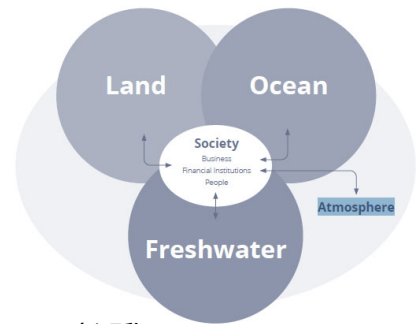 Land
Ocean
Society
Business
Financial Institutions
People
Atmosphere
Freshwater